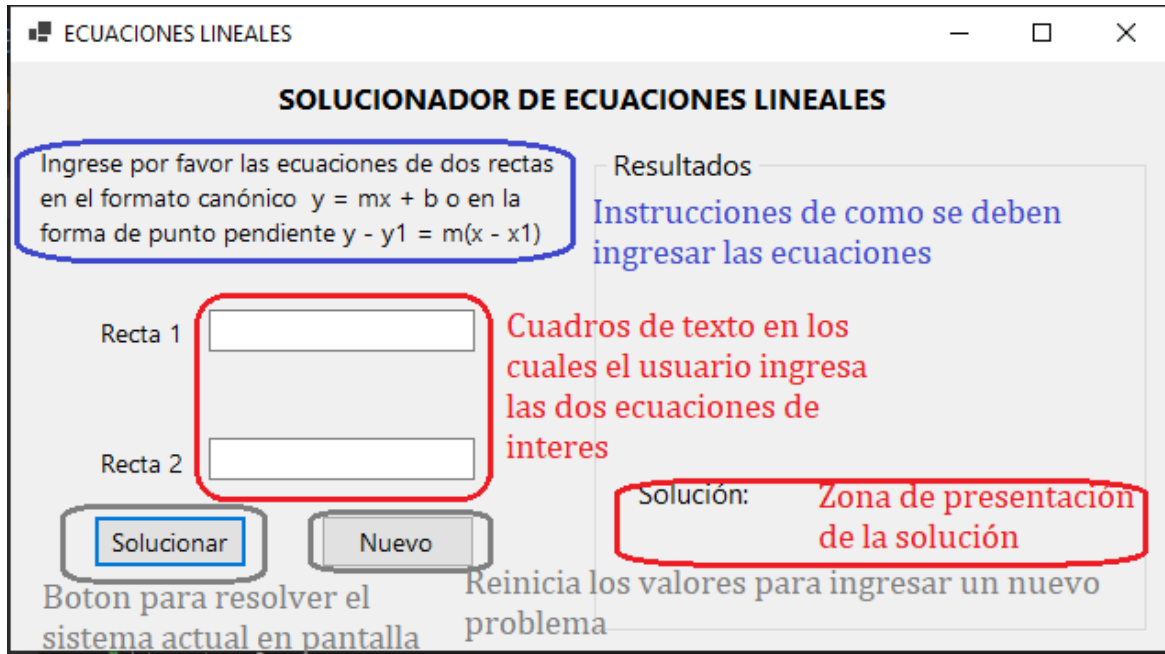 ECUACIONES LINEALES
SOLUCIONADOR DE ECUACIONES LINEALES
Ingrese por favor las ecuaciones de dos rectas
en el formato canónico y = mx + b o en la
forma de punto pendiente y - y1 = m(x - x1)
Resultados
Instrucciones de como se deben
ingresar las ecuaciones
Recta 1
Cuadros de texto en los
cuales el usuario ingresa
las dos ecuaciones de
interes
Recta 2
Solución:
Zona de presentación
de la solución
Solucionar
Nuevo
Boton para resolver el
sistema actual en pantalla
Reinicia los valores para ingresar un nuevo
problema